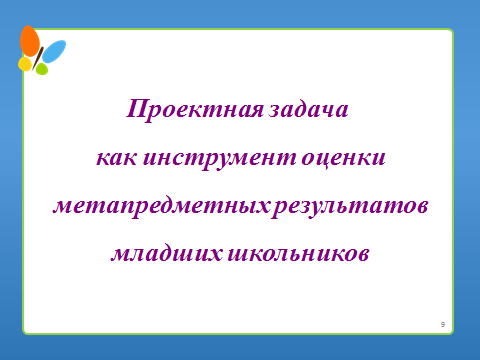 Проектная задача
как инструмент оценки
метапредметных результатов
младших школьников
9